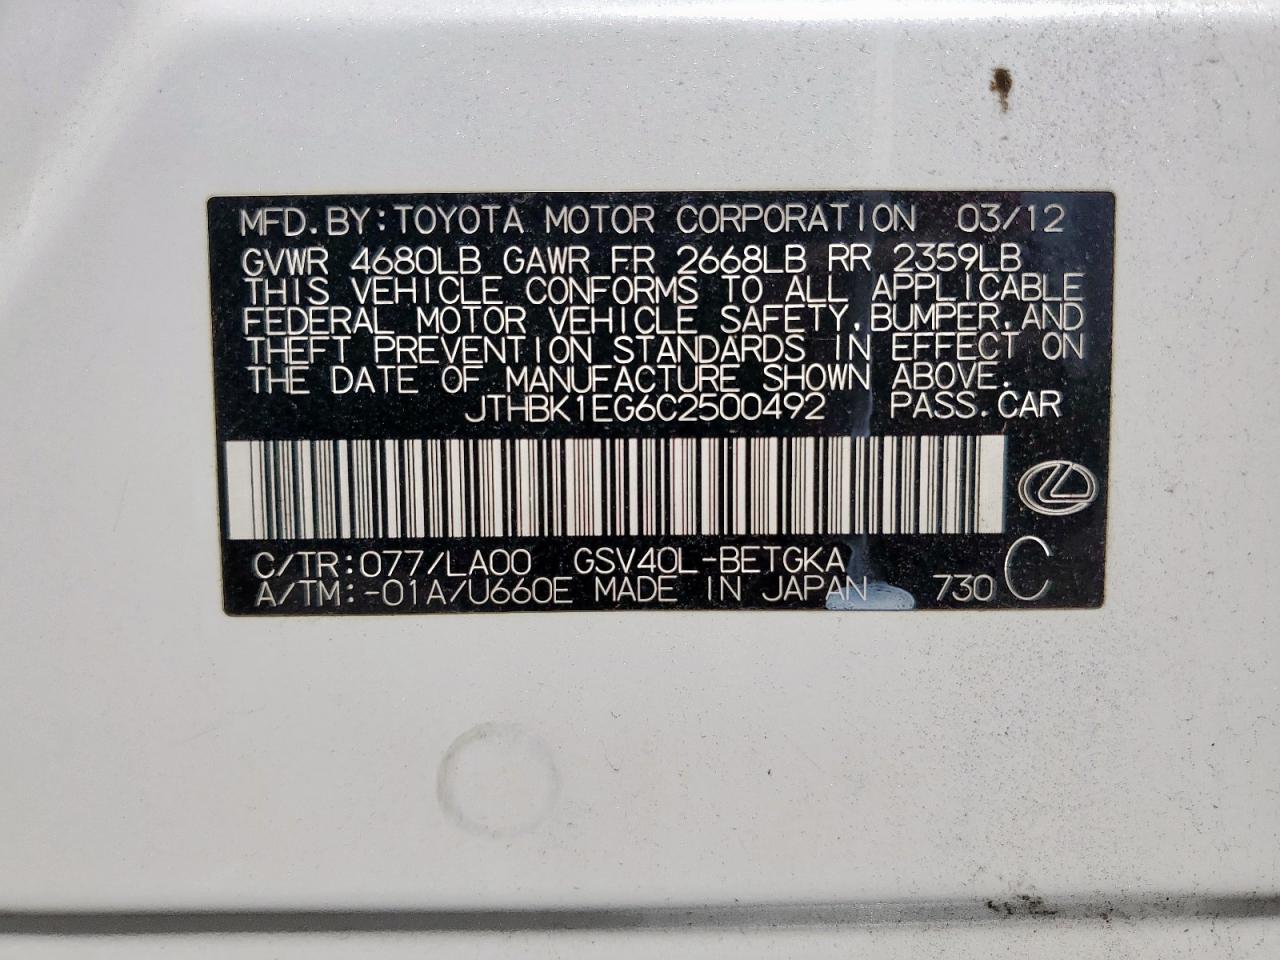 MFD.BY:TOYOTA MOTOR CORPORATION 03/12
GVWR 4680LB GAWR FR 2668LB RR 2359LB
THIS VEHICLE CONFORMS TO ALL APPLICABLE
FEDERAL MOTOR VEHICLE SAFETY,BUMPER,AND
THEFT PREVENTION STANDARDS IN EFFECT ON
THE DATE OF MANUFACTURE SHOWN ABOVE.
JTHBK1EG6C2500492 PASS.CAR
C/TR:077/LA00 GSV40L-BETGKA
A/TM:-01A/U660E MADE IN JAPAN 730 C